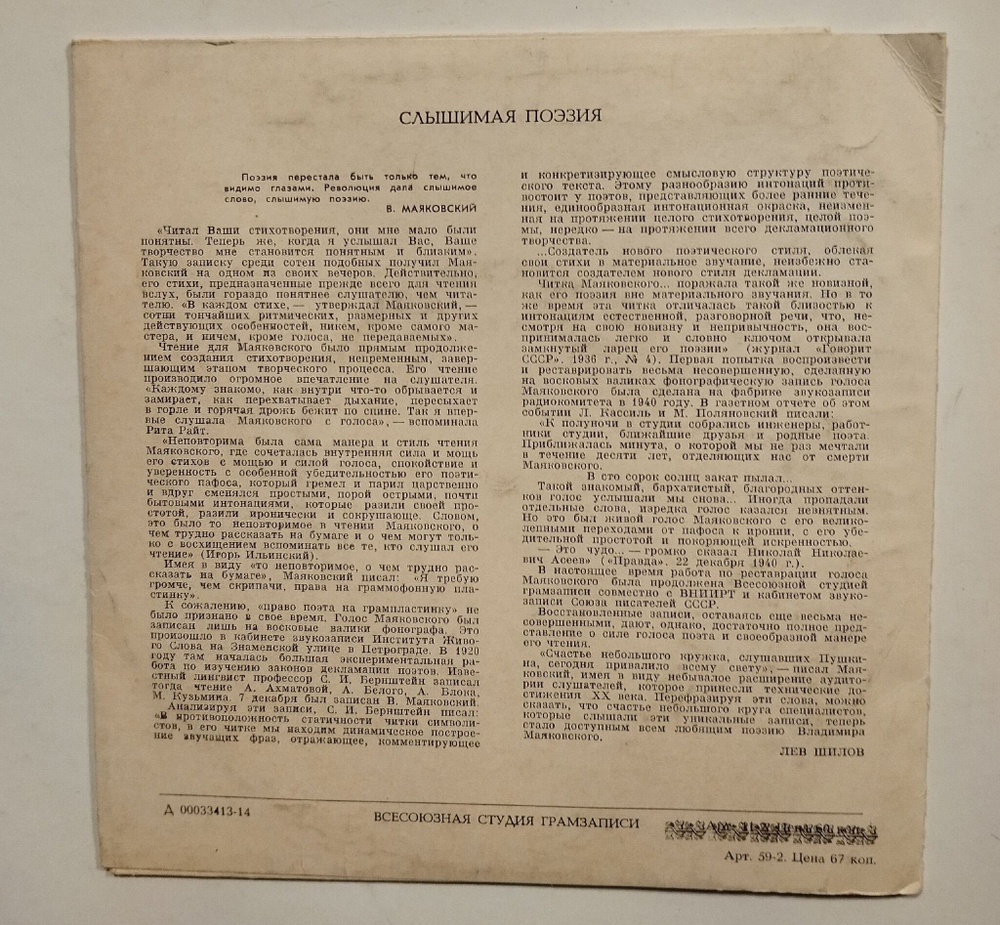 СЛЫШИМАЯ ПОЭЗИЯ
Поэзия перестала быть только тем, что
видимо глазами. Революция дала слышимое
слово, слышимую поэзию.
В. МАЯКОВСКИЙ
«Читал Ваши стихотворения, они мне мало были
понятны. Теперь же, когда я услышал Вас, Ваше
творчество мне становится понятным и близким».
Такую записку среди сотен подобных получил Мая-
ковский на одном из своих вечеров. Действительно,
его стихи, предназначенные прежде всего для чтения
вслух, были гораздо понятнее слушателю, чем чита-
телю. «В каждом стихе, — утверждал Маяковский, —
сотни тончайших ритмических, размерных и других
действующих особенностей, никем, кроме самого ма-
стера, и ничем, кроме голоса, не передаваемых».
Чтение для Маяковского было прямым продолже-
нием создания стихотворения, непременным, завер-
шающим этапом творческого процесса. Его чтение
производило огромное впечатление на слушателя.
«Каждому знакомо, как внутри что-то обрывается и
замирает, как перехватывает дыхание, пересыхает
в горле и горячая дрожь бежит по спине. Так я впер-
вые слушала Маяковского с голоса», — вспоминала
Рита Райт.
«Неповторима была сама манера и стиль чтения
Маяковского, где сочеталась внутренняя сила и мощь
его стихов с мощью и силой голоса, спокойствие и
уверенность с особенной убедительностью его поэти-
ческого пафоса, который гремел и парил царственно
и вдруг сменялся простыми, порой острыми, почти
бытовыми интонациями, которые разили своей про-
стотой, разили иронически и сокрушающе. Словом,
это было то неповторимое в чтении Маяковского, о
чем трудно рассказать на бумаге и о чем могут толь-
ко с восхищением вспоминать все те, кто слушал его
чтение» (Игорь Ильинский).
Имея в виду «то неповторимое, о чем трудно рас-
сказать на бумаге», Маяковский писал: «Я требую
громче, чем скрипачи, права на граммофонную пла-
стинку».
К сожалению, «право поэта на грампластинку» не
было признано в свое время. Голос Маяковского был
записан лишь на восковые валики фонографа. Это
произошло в кабинете звукозаписи Института Живо-
го Слова на Знаменской улице в Петрограде. В 1920
году там началась большая экспериментальная ра-
бота по изучению законов декламации поэтов. Изве-
стный лингвист профессор С. И. Бернштейн записал
тогда чтение А. Ахматовой, А. Белого, А. Блока,
М. Кузьмина. 7 декабря был записан В. Маяковский.
Анализируя эти записи, С. И. Бернштейн писал:
«В противоположность статичности читки символи-
стов, в его читке мы находим динамическое построе-
ние звучащих фраз, отражающее, комментирующее
и конкретизирующее смысловую структуру поэтиче-
ского текста. Этому разнообразию интонаций проти-
востоит у поэтов, представляющих более ранние тече-
ния, единообразная интонационная окраска, неизмен-
ная на протяжении целого стихотворения, целой поэ-
мы, нередко — на протяжении всего декламационного
творчества.
...Создатель нового поэтического стиля, облекая
свои стихи в материальное звучание, неизбежно ста-
новится создателем нового стиля декламации.
Читка Маяковского... поражала такой же новизной,
как его поэзия вне материального звучания. Но в то
же время эта читка отличалась такой близостью к
интонациям естественной, разговорной речи, что, не-
смотря на свою новизну и непривычность, она вос-
принималась легко и словно ключом открывала
замкнутый ларец его поэзии» (журнал «Говорит
СССР». 1936 г., № 4). Первая попытка воспроизвести
и реставрировать весьма несовершенную, сделанную
на восковых валиках фонографическую запись голоса
Маяковского была сделана на фабрике звукозаписи
радиокомитета в 1940 году. В газетном отчете об этом
событии Л. Кассиль и М. Поляновский писали:
«К полуночи в студии собрались инженеры, работ-
ники студии, ближайшие друзья и родные поэта.
Приближалась минута, о которой мы не раз мечтали
в течение десяти лет, отделяющих нас от смерти
Маяковского.
В сто сорок солнц закат пылал...
Такой знакомый, бархатистый, благородных оттен-
ков голос услышали мы снова... Иногда пропадали
отдельные слова, изредка голос казался невнятным.
Но это был живой голос Маяковского с его велико-
лепными переходами от пафоса к иронии, с его убе-
дительной простотой и покоряющей искренностью.
— Это чудо... — громко сказал Николай Николае-
вич Асеев» («Правда». 22 декабря 1940 г.).
В настоящее время работа по реставрации голоса
Маяковского была продолжена Всесоюзной студией
грамзаписи совместно с ВНИИРТ и кабинетом звуко-
записи Союза писателей СССР.
Восстановленные записи, оставаясь еще весьма не-
совершенными, дают, однако, достаточно полное пред-
ставление о силе голоса поэта и своеобразной манере
его чтения.
«Счастье небольшого кружка, слушавших Пушки-
на, сегодня привалило всему свету», — писал Мая-
ковский, имея в виду небывалое расширение аудито-
рии слушателей, которое принесли технические до-
стижения XX века. Перефразируя эти слова, можно
сказать, что счастье небольшого круга специалистов,
которые слышали эти уникальные записи, теперь
стало доступным всем любящим поэзию Владимира
Маяковского.
ЛЕВ ШИЛОВ
Д 00033413-14
ВСЕСОЮЗНАЯ СТУДИЯ ГРАМЗАПИСИ
Арт. 59-2. Цена 67 коп.